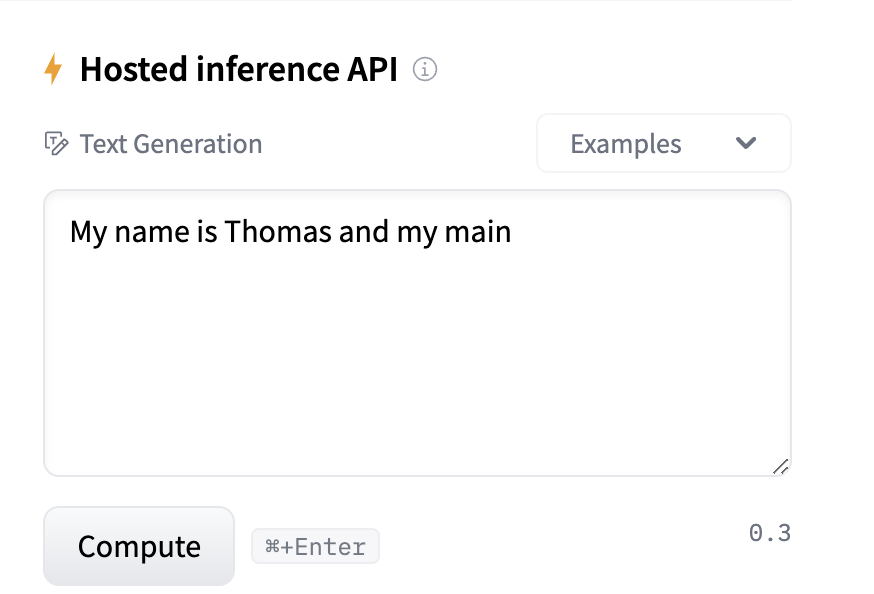 Hosted inference API
Text Generation
Examples
My name is Thomas and my main
Compute
⌘+Enter
0.3